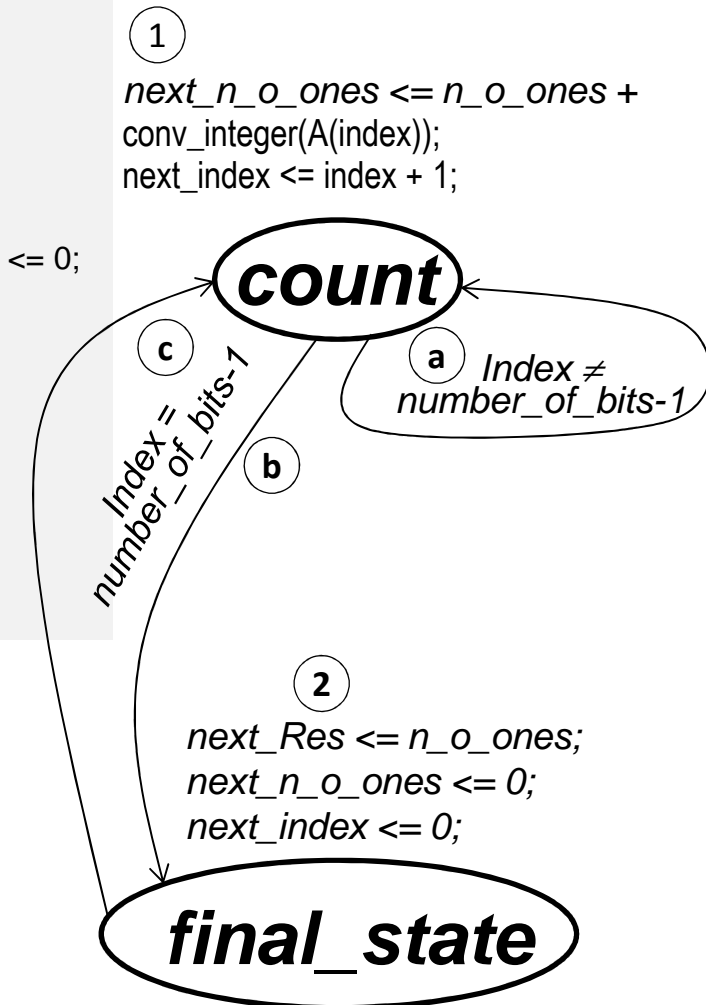 1
next_n_o_ones <= n_o_ones +
conv_integer(A(index));
next_index <= index + 1;
<= 0;
count
c
a
Index ≠
number_of_bits-1
Index =
number_of_bits-1
b
2
next_Res <= n_o_ones;
next_n_o_ones <= 0;
next_index <= 0;
final_state